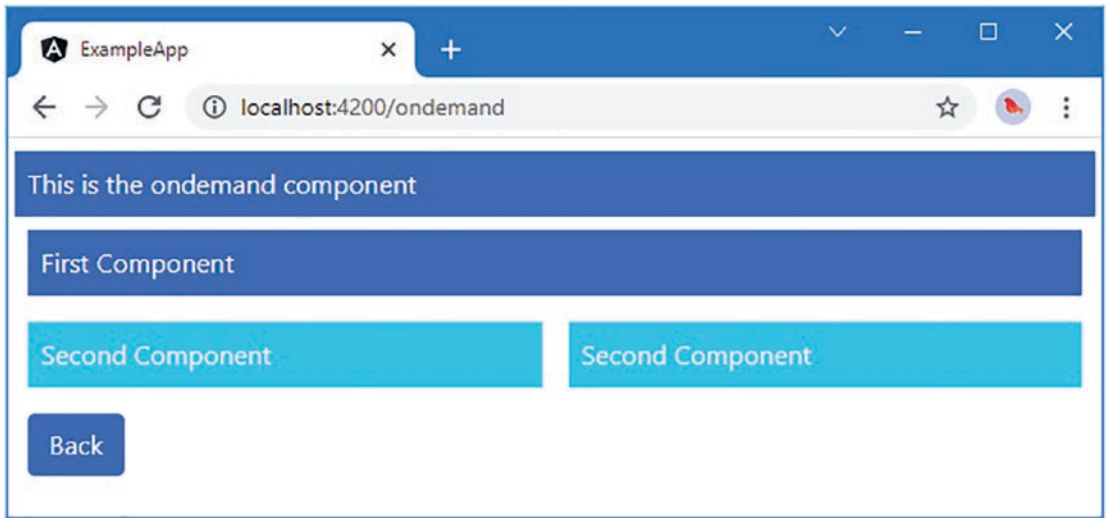 ExampleApp
localhost:4200/ondemand
This is the ondemand component
First Component
Second Component Second Component
Back